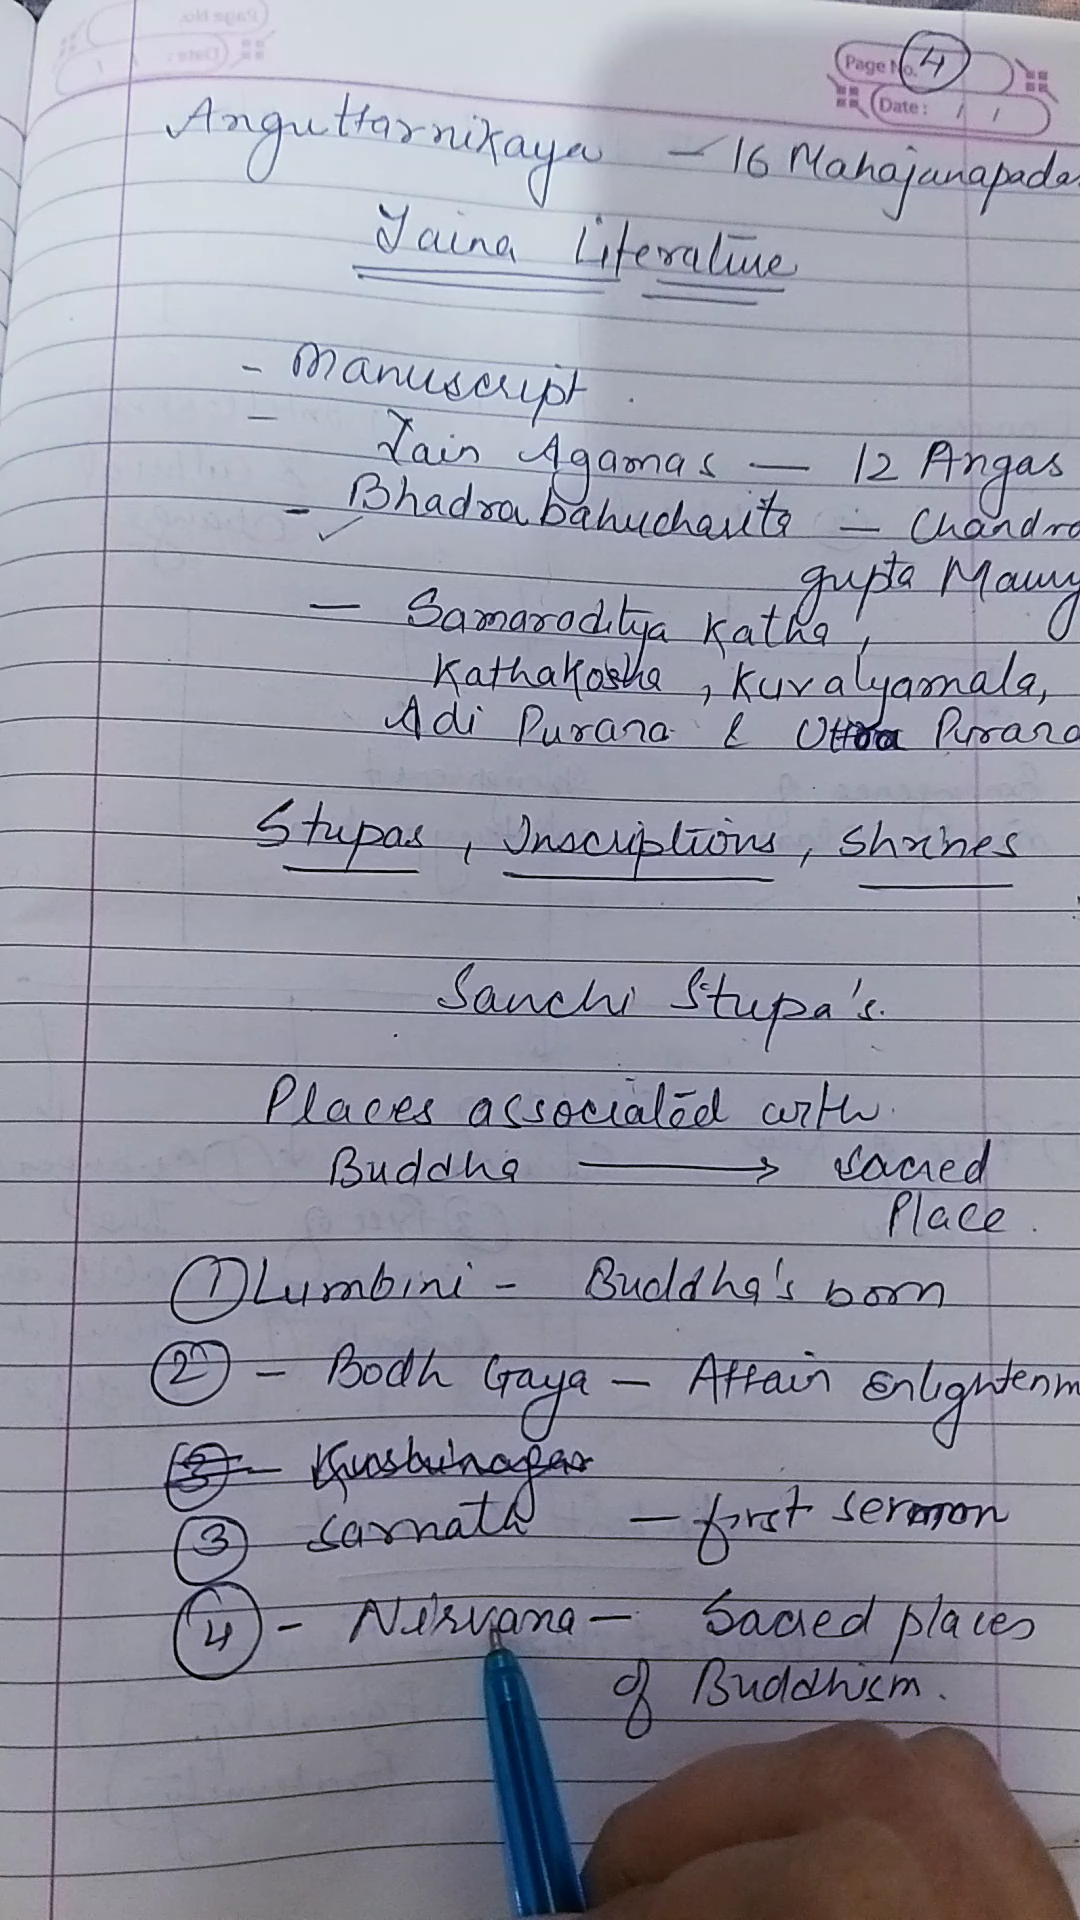 Page No. 4
Date: / /
Anguttarnikaya - 16 Mahajanapada
Jaina Literature
- Manuscript
- Jain Agamas — 12 Angas
- Bhadrabahucharita — Chandra
gupta Maury
— Samaraditya Katha,
Kathakosha, Kuvalyamala,
Adi Purana & Uttra Purana
Stupas, Inscriptions, Shrines
Sanchi Stupa's.
Places associated with
Buddha → sacred
Place.
① Lumbini - Buddha's born
② - Bodh Gaya - Attain Enlightenm
3 - Kushinagar
③ Sarnath - first sermon
④ - Nirvana - Sacred places
of Buddhism.